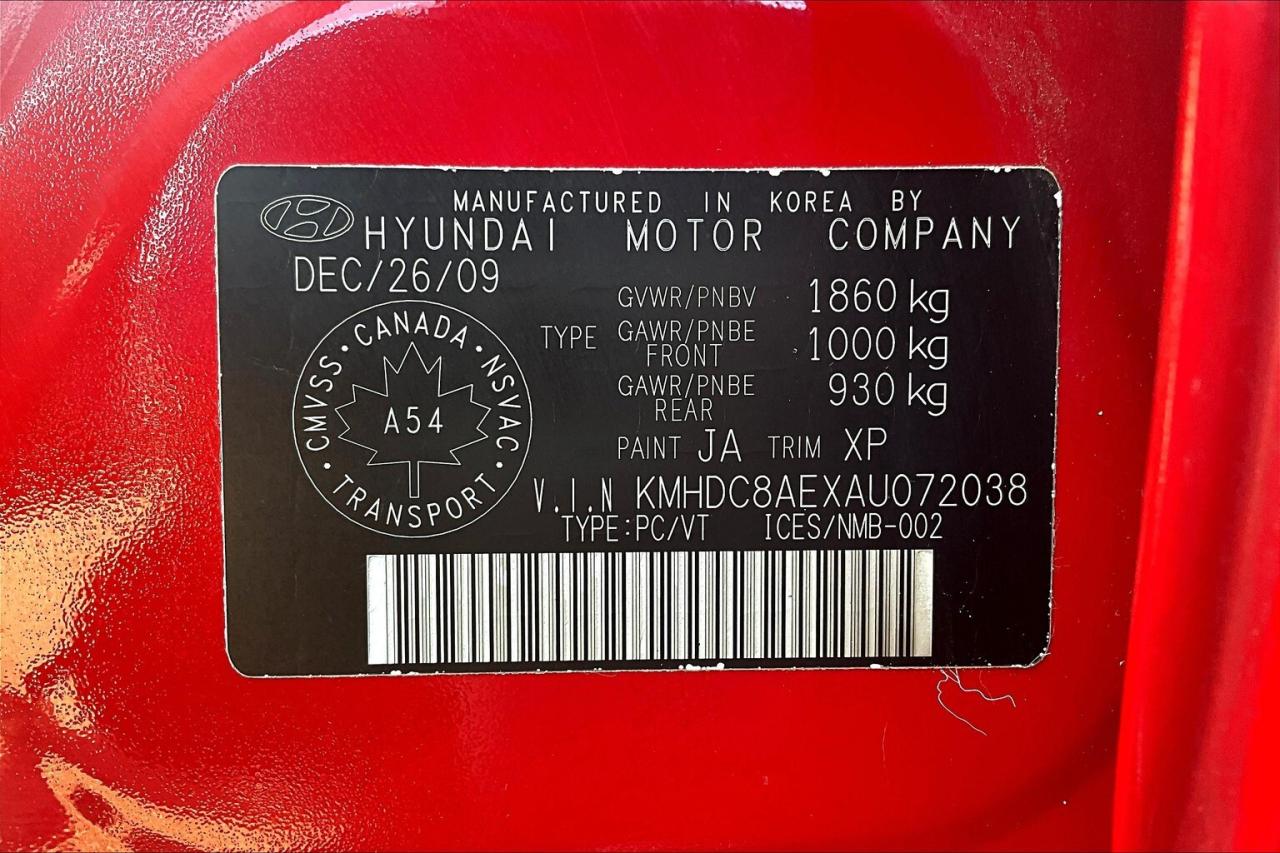 MANUFACTURED IN KOREA BY
HYUNDAI MOTOR COMPANY
DEC/26/09
GVWR/PNBV 1860 kg
TYPE GAWR/PNBE FRONT 1000 kg
GAWR/PNBE REAR 930 kg
CMVSS • CANADA • NSVAC • TRANSPORT •
A54
PAINT JA TRIM XP
V.I.N KMHDC8AEXAU072038
TYPE:PC/VT ICES/NMB-002